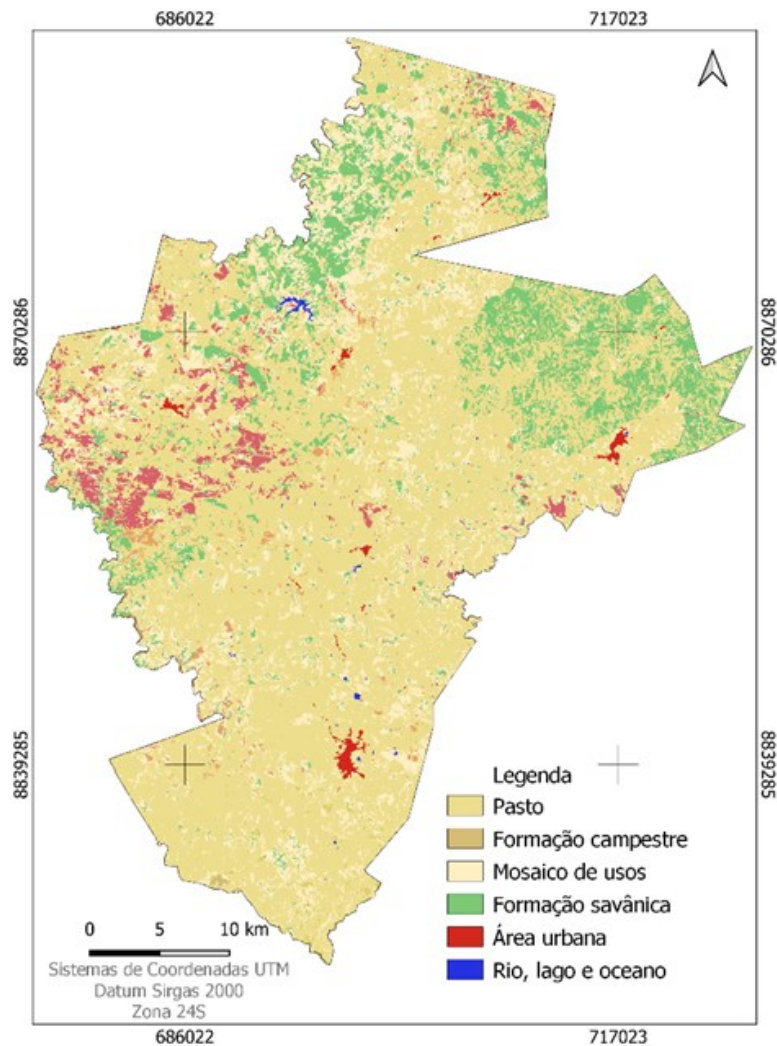 686022 717023
8870286 8870286
8839285 8839285
Legenda
Pasto
Formação campestre
Mosaico de usos
Formação savânica
Área urbana
Rio, lago e oceano
0 5 10 km
Sistemas de Coordenadas UTM
Datum Sirgas 2000
Zona 24S
686022 717023